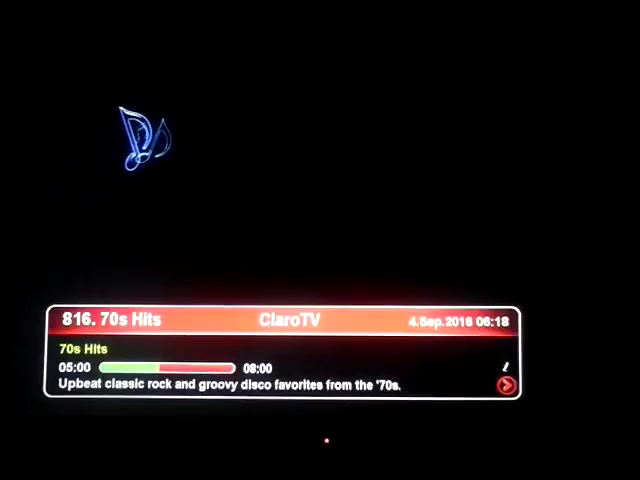 816. 70s Hits ClaroTV 4.Sep.2016 06:18
70s Hits
05:00 08:00 i
Upbeat classic rock and groovy disco favorites from the '70s.